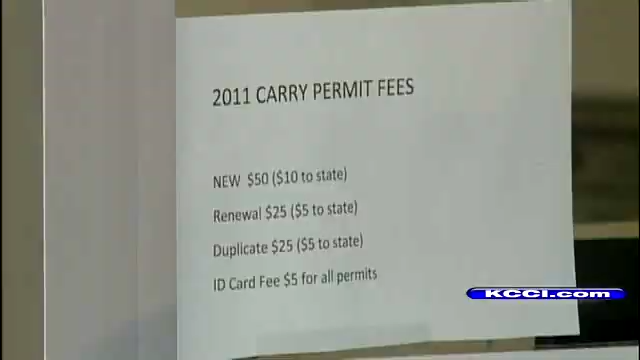 2011 CARRY PERMIT FEES
NEW $50 ($10 to state)
Renewal $25 ($5 to state)
Duplicate $25 ($5 to state)
ID Card Fee $5 for all permits
KCCI.com